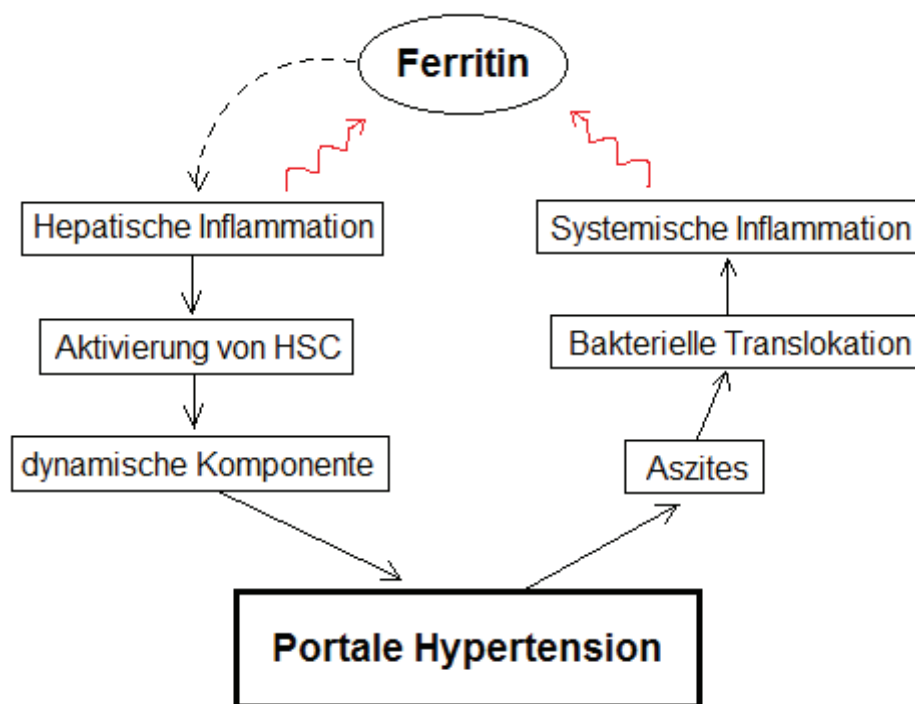 Ferritin
Hepatische Inflammation
Systemische Inflammation
Aktivierung von HSC
Bakterielle Translokation
dynamische Komponente
Aszites
Portale Hypertension